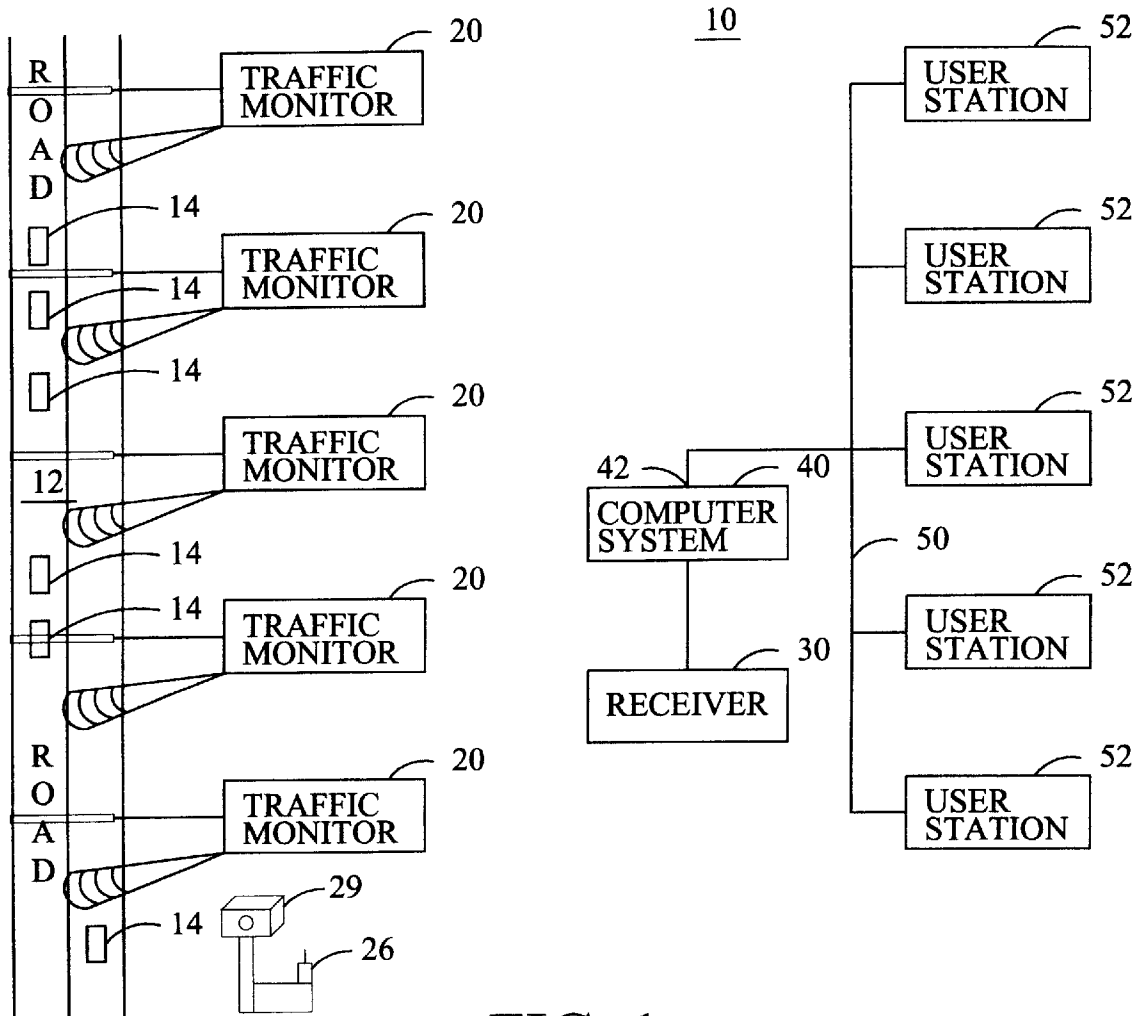 10
ROAD
20
TRAFFIC
MONITOR
14
20
TRAFFIC
MONITOR
14
14
20
TRAFFIC
MONITOR
12
14
20
TRAFFIC
MONITOR
14
20
TRAFFIC
MONITOR
ROAD
14
29
26
42
40
COMPUTER
SYSTEM
30
RECEIVER
50
52
USER
STATION
52
USER
STATION
52
USER
STATION
52
USER
STATION
52
USER
STATION